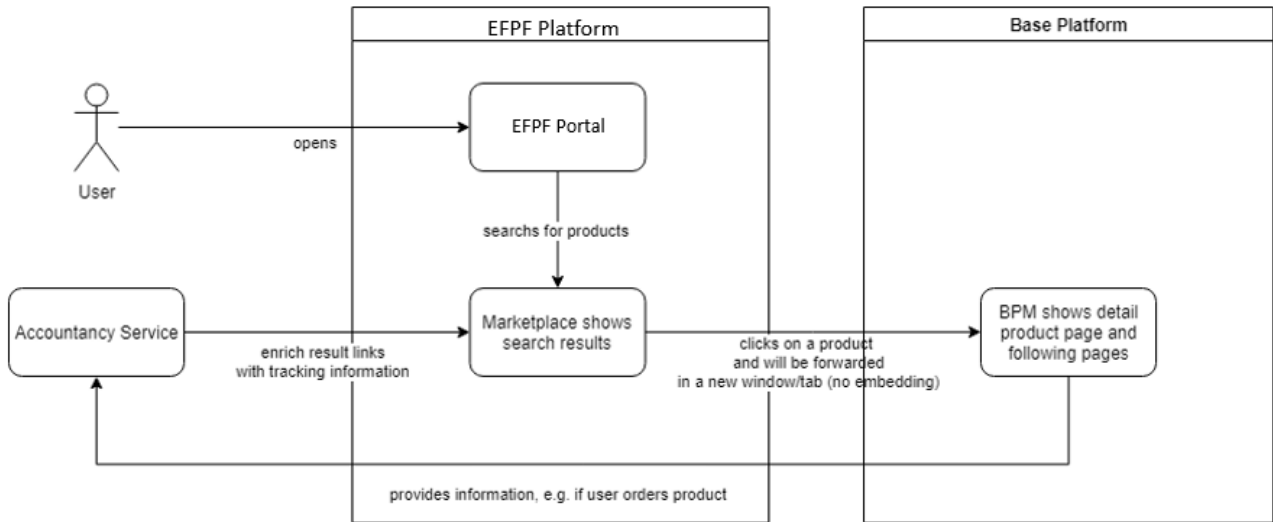 EFPF Platform
Base Platform
EFPF Portal
opens
User
searchs for products
Accountancy Service
enrich result links
with tracking information
Marketplace shows
search results
clicks on a product
and will be forwarded
in a new window/tab (no embedding)
BPM shows detail
product page and
following pages
provides information, e.g. if user orders product